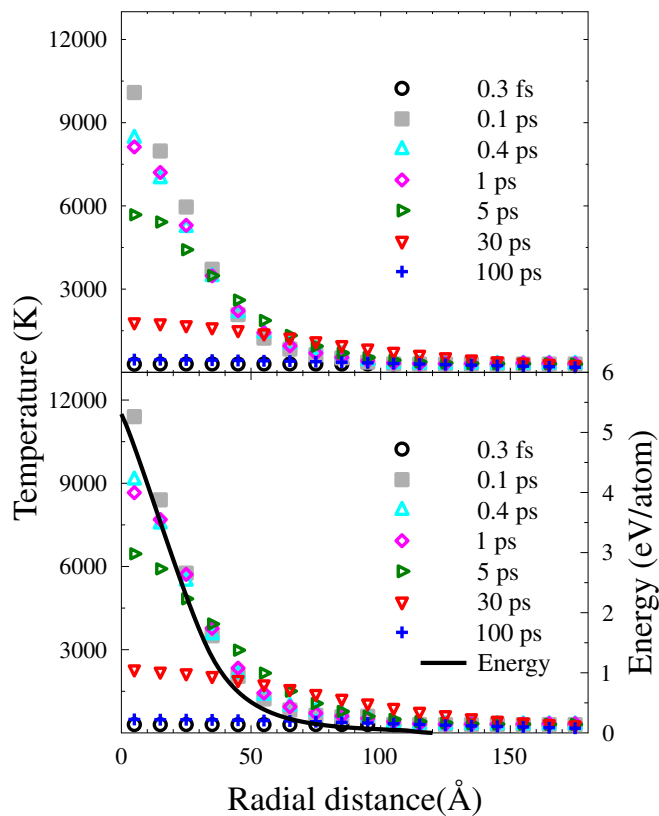 12000
9000
6000
3000
0.3 fs
0.1 ps
0.4 ps
1 ps
5 ps
30 ps
100 ps
Temperature (K)
12000
9000
6000
3000
0.3 fs
0.1 ps
0.4 ps
1 ps
5 ps
30 ps
100 ps
Energy
6
5
4
3
2
1
0
Energy (eV/atom)
0 50 100 150
Radial distance(Å)